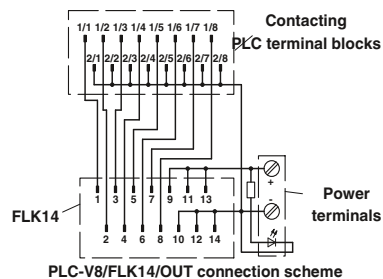 Contacting
PLC terminal blocks
1/1 1/2 1/3 1/4 1/5 1/6 1/7 1/8
2/1 2/2 2/3 2/4 2/5 2/6 2/7 2/8
+
-
1 3 5 7 9 11 13
Power
terminals
FLK14
2 4 6 8 10 12 14
PLC-V8/FLK14/OUT connection scheme